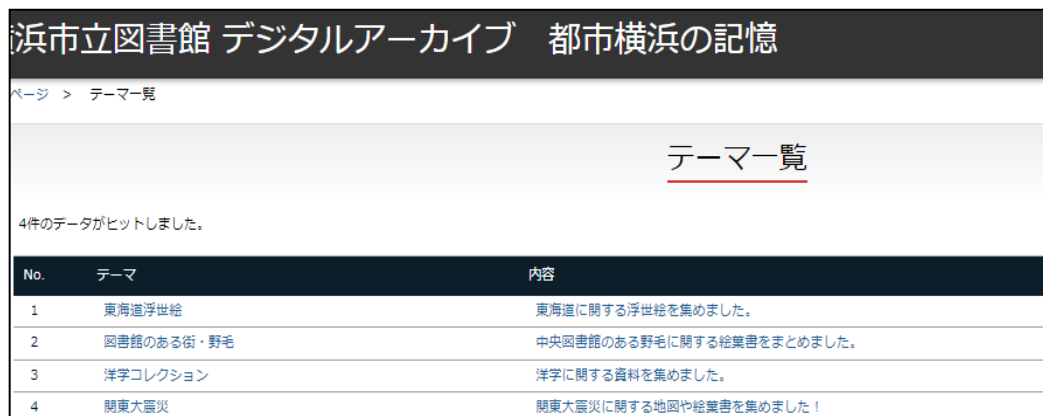 浜市立図書館 デジタルアーカイブ　都市横浜の記憶
ページ > テーマ一覧
テーマ一覧
4件のデータがヒットしました。
No. テーマ 内容
1 東海道浮世絵 東海道に関する浮世絵を集めました。
2 図書館のある街・野毛 中央図書館のある野毛に関する絵葉書をまとめました。
3 洋学コレクション 洋学に関する資料を集めました。
4 関東大震災 関東大震災に関する地図や絵葉書を集めました！